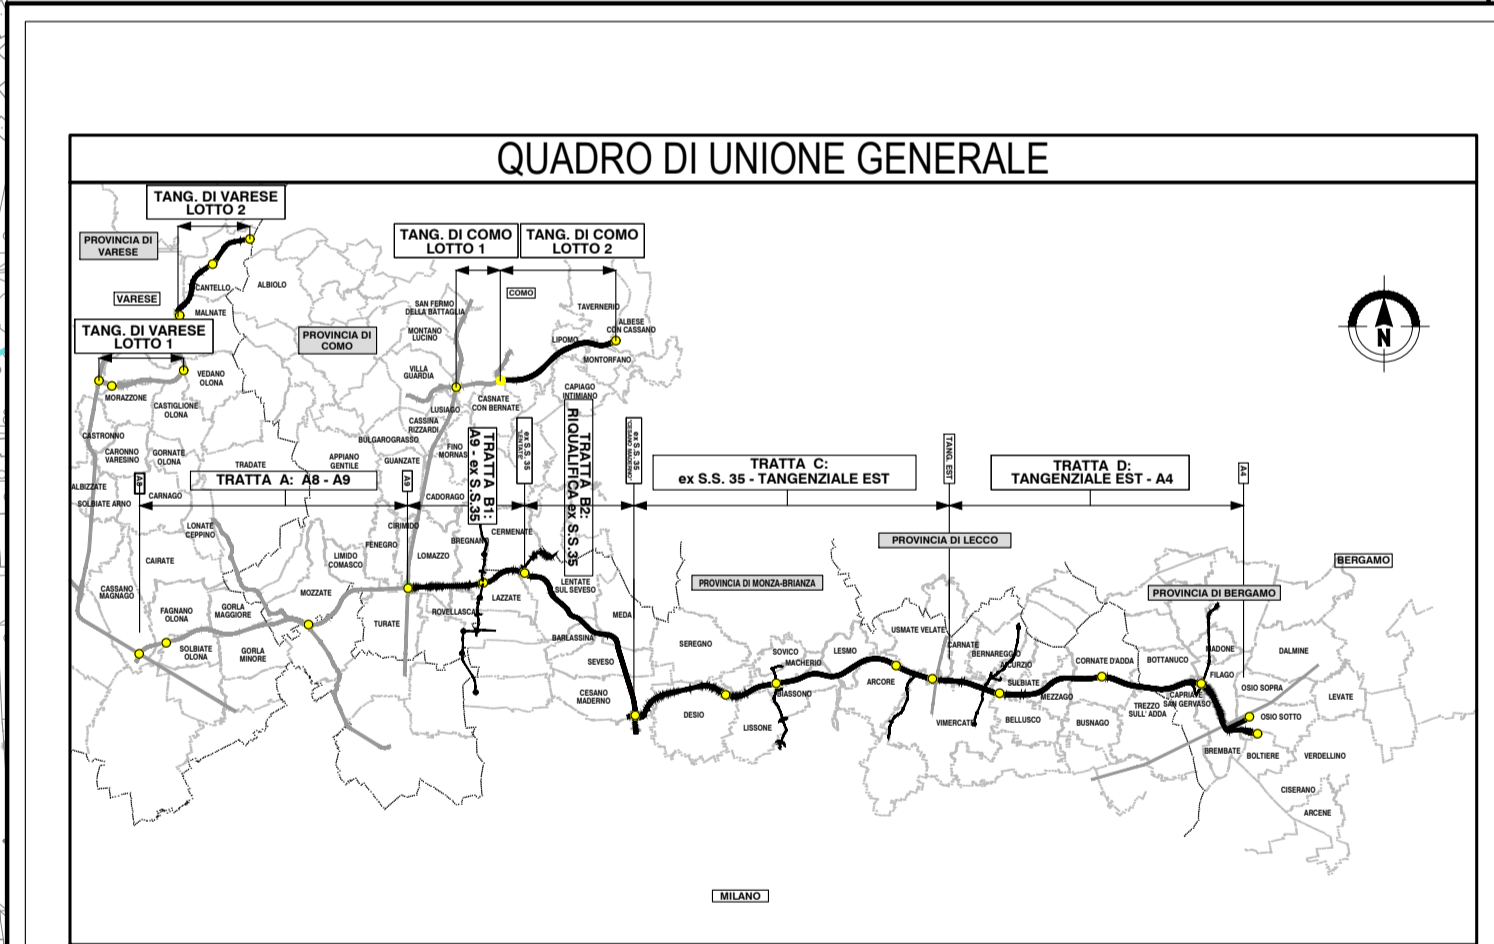 QUADRO DI UNIONE GENERALE
TANG. DI VARESE
LOTTO 2
PROVINCIA DI
VARESE
CANTELLO
ALBIOLO
VARESE
MALNATE
TANG. DI VARESE
LOTTO 1
VEDANO
OLONA
MORAZZONE
CASTIGLIONE
OLONA
PROVINCIA DI
COMO
TANG. DI COMO
LOTTO 1
TANG. DI COMO
LOTTO 2
COMO
SAN FERMO
DELLA BATTAGLIA
MONTANO
LUCINO
VILLA
GUARDIA
TAVERNERIO
ALBESE
CON CASSANO
LIPOMO
MONTORFANO
CAPIAGO
INTIMIANO
CASNATE
CON BERNATE
LUSIAGO
CASSINA
RIZZARDI
BULGAROGRASSO
FINO
MORNAS
GUANZATE
APPIANO
GENTILE
CASTRONNO
CARONNO
VARESINO
GORNATE
OLONA
TRADATE
ALBIZZATE
SOLBIATE ARNO
CARNAGO
A8
TRATTA A: A8 - A9
A9
CADORAGO
TRATTA B1:
A9 - ex S.S.35
ex S.S. 35
"LENTATE"
TRATTA B2:
RIQUALIFICA ex S.S.35
ex S.S. 35
"CESANO MADERNO"
TRATTA C:
ex S.S. 35 - TANGENZIALE EST
TANG. EST
TRATTA D:
TANGENZIALE EST - A4
A4
LONATE
CEPPINO
CIRIMIDO
FENEGRO
LIMIDO
COMASCO
LOMAZZO
BREGNAN
CERMENATE
CAIRATE
CASSANO
MAGNAGO
FAGNANO
OLONA
GORLA
MAGGIORE
MOZZATE
SOLBIATE
OLONA
GORLA
MINORE
TURATE
ROVELLASCA
LAZZATE
LENTATE
SUL SEVESO
MEDA
BARLASSINA
SEVESO
CESANO
MADERNO
PROVINCIA DI LECCO
PROVINCIA DI MONZA-BRIANZA
PROVINCIA DI BERGAMO
BERGAMO
SEREGNO
DESIO
LISSONE
SOVICO
MACHERIO
BIASSONO
LESMO
ARCORE
USMATE VELATE
CARNATE
BERNAREGGIO
AICURZIO
SULBIATE
MEZZAGO
VIMERCATE
BELLUSCO
BUSNAGO
CORNATE D'ADDA
BOTTANUCO
TREZZO
SULL' ADDA
CAPRIATE
SAN GERVASO
MADONE
FILAGO
DALMINE
OSIO SOPRA
OSIO SOTTO
LEVATE
BREMBATE
BOLTIERE
VERDELLINO
CISERANO
ARCENE
N
MILANO